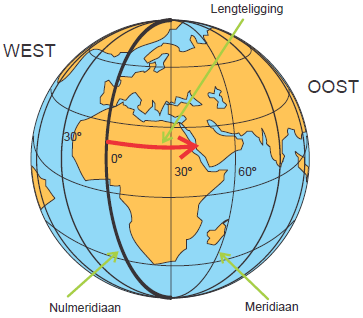 Lengteligging
WEST
OOST
30°
0°
30°
60°
Nulmeridiaan
Meridiaan